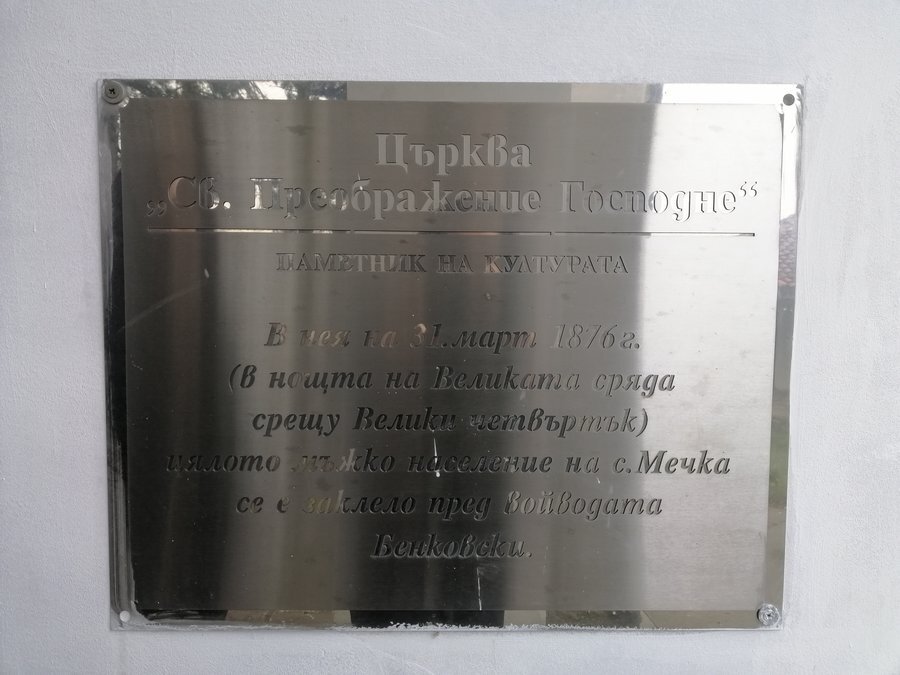 Църква
„Св. Преображение Господне“
ПАМЕТНИК НА КУЛТУРАТА
В нея на 31.март 1876г.
(в нощта на Великата сряда
срещу Велики четвъртък)
цялото мъжко население на с.Мечка
се е заклело пред войводата
Бенковски.